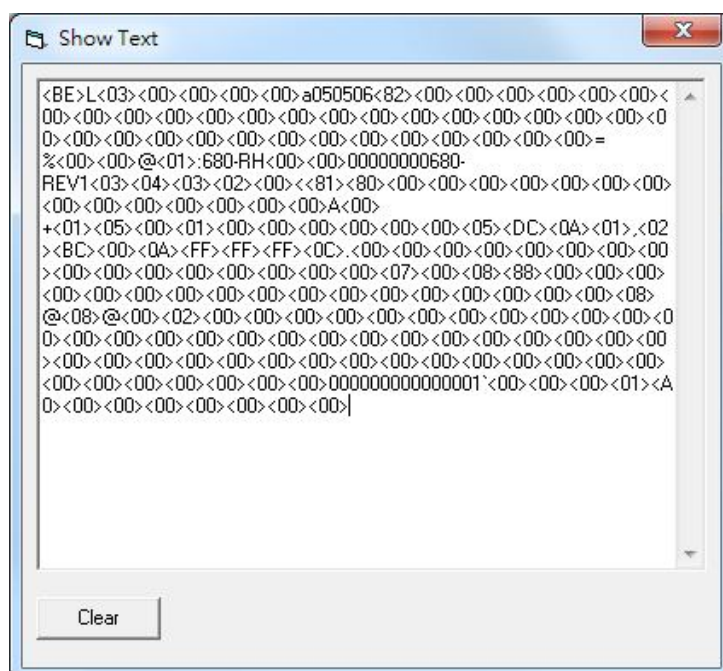 Show Text
<BE>L<03><00><00><00><00>a050506<82><00><00><00><00><00><00><
00><00><00><00><00><00><00><00><00><00><00><00><00><00><00><0
0><00><00><00><00><00><00><00><00><00><00><00><00><00>=
%<00><00>@<01>:680-RH<00><00>00000000680-
REV1<03><04><03><02><00><<81><80><00><00><00><00><00><00><00>
<00><00><00><00><00><00><00>A<00>
+<01><05><00><01><00><00><00><00><00><00><05><DC><0A><01>,<02
><BC><00><0A><FF><FF><FF><0C>.<00><00><00><00><00><00><00><00
><00><00><00><00><00><00><00><07><00><08><88><00><00><00>
<00><00><00><00><00><00><00><00><00><00><00><00><00><00><08>
@<08>@<00><02><00><00><00><00><00><00><00><00><00><00><00><0
0><00><00><00><00><00><00><00><00><00><00><00><00><00><00><00
><00><00><00><00><00><00><00><00><00><00><00><00><00><00><00>
<00><00><00><00><00><00><00>000000000000001`<00><00><00><01><A
0><00><00><00><00><00><00><00>
Clear